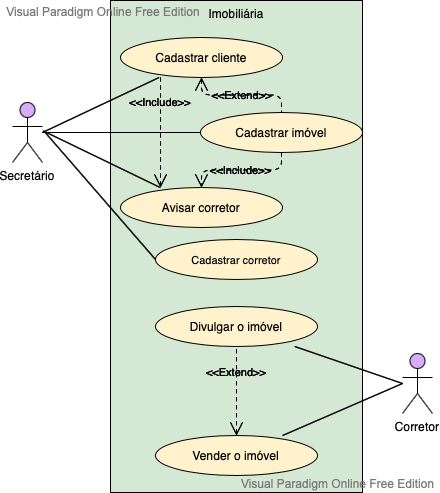 Visual Paradigm Online Free Edition
Imobiliária
Cadastrar cliente
<<Extend>>
<<Include>>
Cadastrar imóvel
Secretário
<<Include>>
Avisar corretor
Cadastrar corretor
Divulgar o imóvel
<<Extend>>
Corretor
Vender o imóvel
Visual Paradigm Online Free Edition